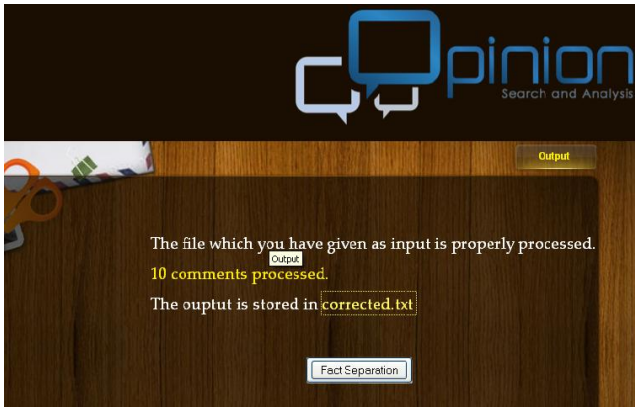 Opinion
Search and Analysis
Output
The file which you have given as input is properly processed.
Output
10 comments processed.
The ouptut is stored in corrected.txt
Fact Separation